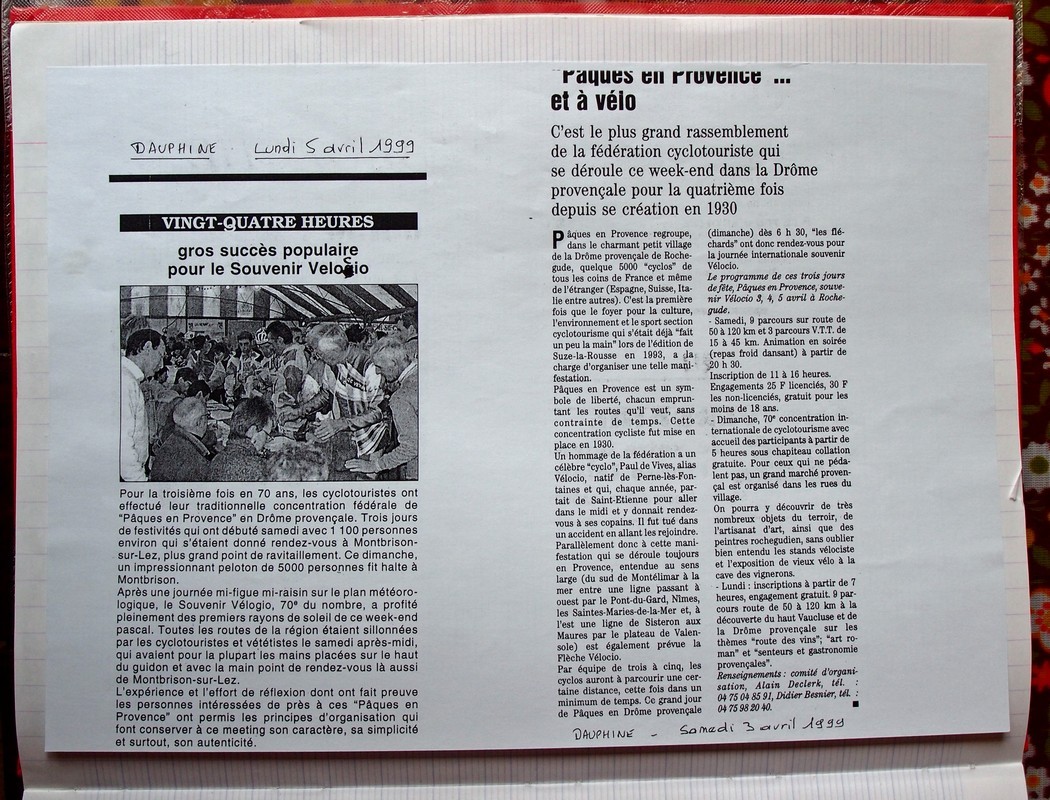 DAUPHINE Lundi 5 avril 1999
VINGT-QUATRE HEURES
gros succès populaire
pour le Souvenir Velogio
Pour la troisième fois en 70 ans, les cyclotouristes ont
effectué leur traditionnelle concentration fédérale de
“Pâques en Provence” en Drôme provençale. Trois jours
de festivités qui ont débuté samedi avec 1 100 personnes
environ qui s'étaient donné rendez-vous à Montbrison-
sur-Lez, plus grand point de ravitaillement. Ce dimanche,
un impressionnant peloton de 5000 personnes fit halte à
Montbrison.
Après une journée mi-figue mi-raisin sur le plan météoro-
logique, le Souvenir Vélogio, 70e du nombre, a profité
pleinement des premiers rayons de soleil de ce week-end
pascal. Toutes les routes de la région étaient sillonnées
par les cyclotouristes et vététistes le samedi après-midi,
qui avaient pour la plupart les mains placées sur le haut
du guidon et avec la main point de rendez-vous là aussi
de Montbrison-sur-Lez.
L'expérience et l'effort de réflexion dont ont fait preuve
les personnes intéressées de près à ces “Pâques en
Provence” ont permis les principes d'organisation qui
font conserver à ce meeting son caractère, sa simplicité
et surtout, son autenticité.
"Pâques en Provence" ...
et à vélo
C'est le plus grand rassemblement
de la fédération cyclotouriste qui
se déroule ce week-end dans la Drôme
provençale pour la quatrième fois
depuis se création en 1930
Pâques en Provence regroupe,
dans le charmant petit village
de la Drôme provençale de Roche-
gude, quelque 5000 “cyclos” de
tous les coins de France et même
de l'étranger (Espagne, Suisse, Ita-
lie entre autres). C'est la première
fois que le foyer pour la culture,
l'environnement et le sport section
cyclotourisme qui s'était déjà “fait
un peu la main” lors de l'édition de
Suze-la-Rousse en 1993, a la
charge d'organiser une telle mani-
festation.
Pâques en Provence est un sym-
bole de liberté, chacun emprun-
tant les routes qu'il veut, sans
contrainte de temps. Cette
concentration cycliste fut mise en
place en 1930.
Un hommage de la fédération a un
célèbre “cyclo”, Paul de Vives, alias
Vélocio, natif de Perne-lès-Fon-
taines et qui, chaque année, par-
tait de Saint-Etienne pour aller
dans le midi et y donnait rendez-
vous à ses copains. Il fut tué dans
un accident en allant les rejoindre.
Parallèlement donc à cette mani-
festation qui se déroule toujours
en Provence, entendue au sens
large (du sud de Montélimar à la
mer entre une ligne passant à
ouest par le Pont-du-Gard, Nîmes,
les Saintes-Maries-de-la-Mer et, à
l'est une ligne de Sisteron aux
Maures par le plateau de Valen-
sole) est également prévue la
Flèche Vélocio.
Par équipe de trois à cinq, les
cyclos auront à parcourir une cer-
taine distance, cette fois dans un
minimum de temps. Ce grand jour
de Pâques en Drôme provençale
(dimanche) dès 6 h 30, “les flé-
chards” ont donc rendez-vous pour
la journée internationale souvenir
Vélocio.
Le programme de ces trois jours
de fête, Pâques en Provence, souve-
nir Vélocio 3, 4, 5 avril à Roche-
gude.
- Samedi, 9 parcours sur route de
50 à 120 km et 3 parcours V.T.T. de
15 à 45 km. Animation en soirée
(repas froid dansant) à partir de
20 h 30.
Inscription de 11 à 16 heures.
Engagements 25 F licenciés, 30 F
les non-licenciés, gratuit pour les
moins de 18 ans.
- Dimanche, 70e concentration in-
ternationale de cyclotourisme avec
accueil des participants à partir de
5 heures sous chapiteau collation
gratuite. Pour ceux qui ne péda-
lent pas, un grand marché proven-
çal est organisé dans les rues du
village.
On pourra y découvrir de très
nombreux objets du terroir, de
l'artisanat d'art, ainsi que des
peintres rochegudien, sans oublier
bien entendu les stands vélociste
et l'exposition de vieux vélo à la
cave des vignerons.
- Lundi : inscriptions à partir de 7
heures, engagement gratuit. 9 par-
cours route de 50 à 120 km à la
découverte du haut Vaucluse et de
la Drôme provençale sur les
thèmes “route des vins”; “art ro-
man” et “senteurs et gastronomie
provençales”.
Renseignements : comité d'organi-
sation, Alain Declerk, tél. :
04 75 04 85 91, Didier Besnier, tél. :
04 75 98 20 40.
DAUPHINE - Samedi 3 avril 1999